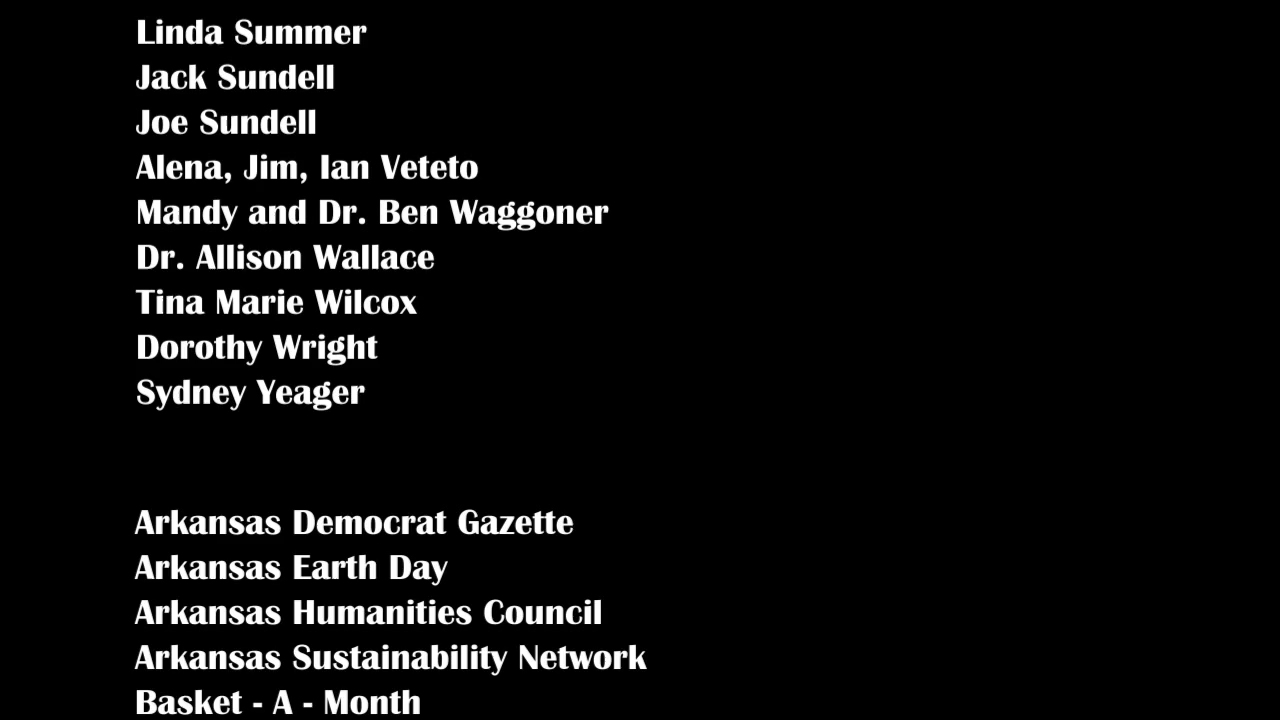 Linda Summer
Jack Sundell
Joe Sundell
Alena, Jim, Ian Veteto
Mandy and Dr. Ben Waggoner
Dr. Allison Wallace
Tina Marie Wilcox
Dorothy Wright
Sydney Yeager
Arkansas Democrat Gazette
Arkansas Earth Day
Arkansas Humanities Council
Arkansas Sustainability Network
Basket - A - Month